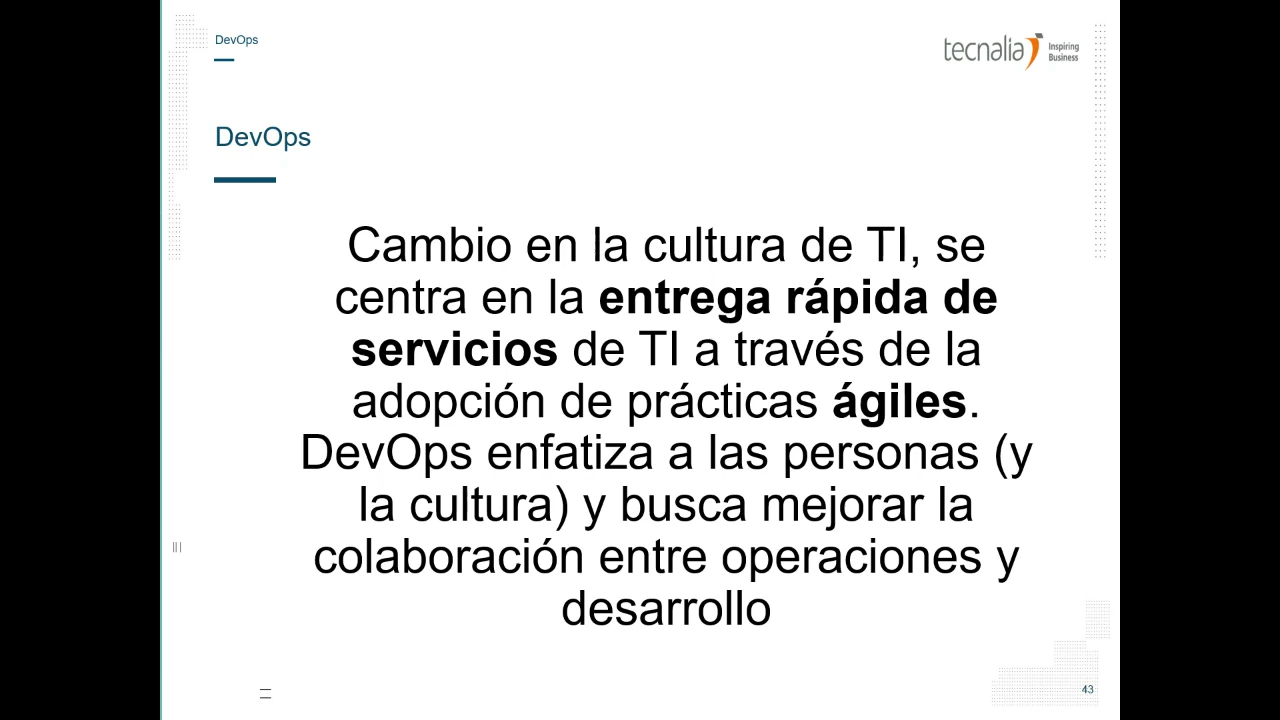 DevOps
tecnalia Inspiring Business
DevOps
Cambio en la cultura de TI, se
centra en la entrega rápida de
servicios de TI a través de la
adopción de prácticas ágiles.
DevOps enfatiza a las personas (y
la cultura) y busca mejorar la
colaboración entre operaciones y
desarrollo
43